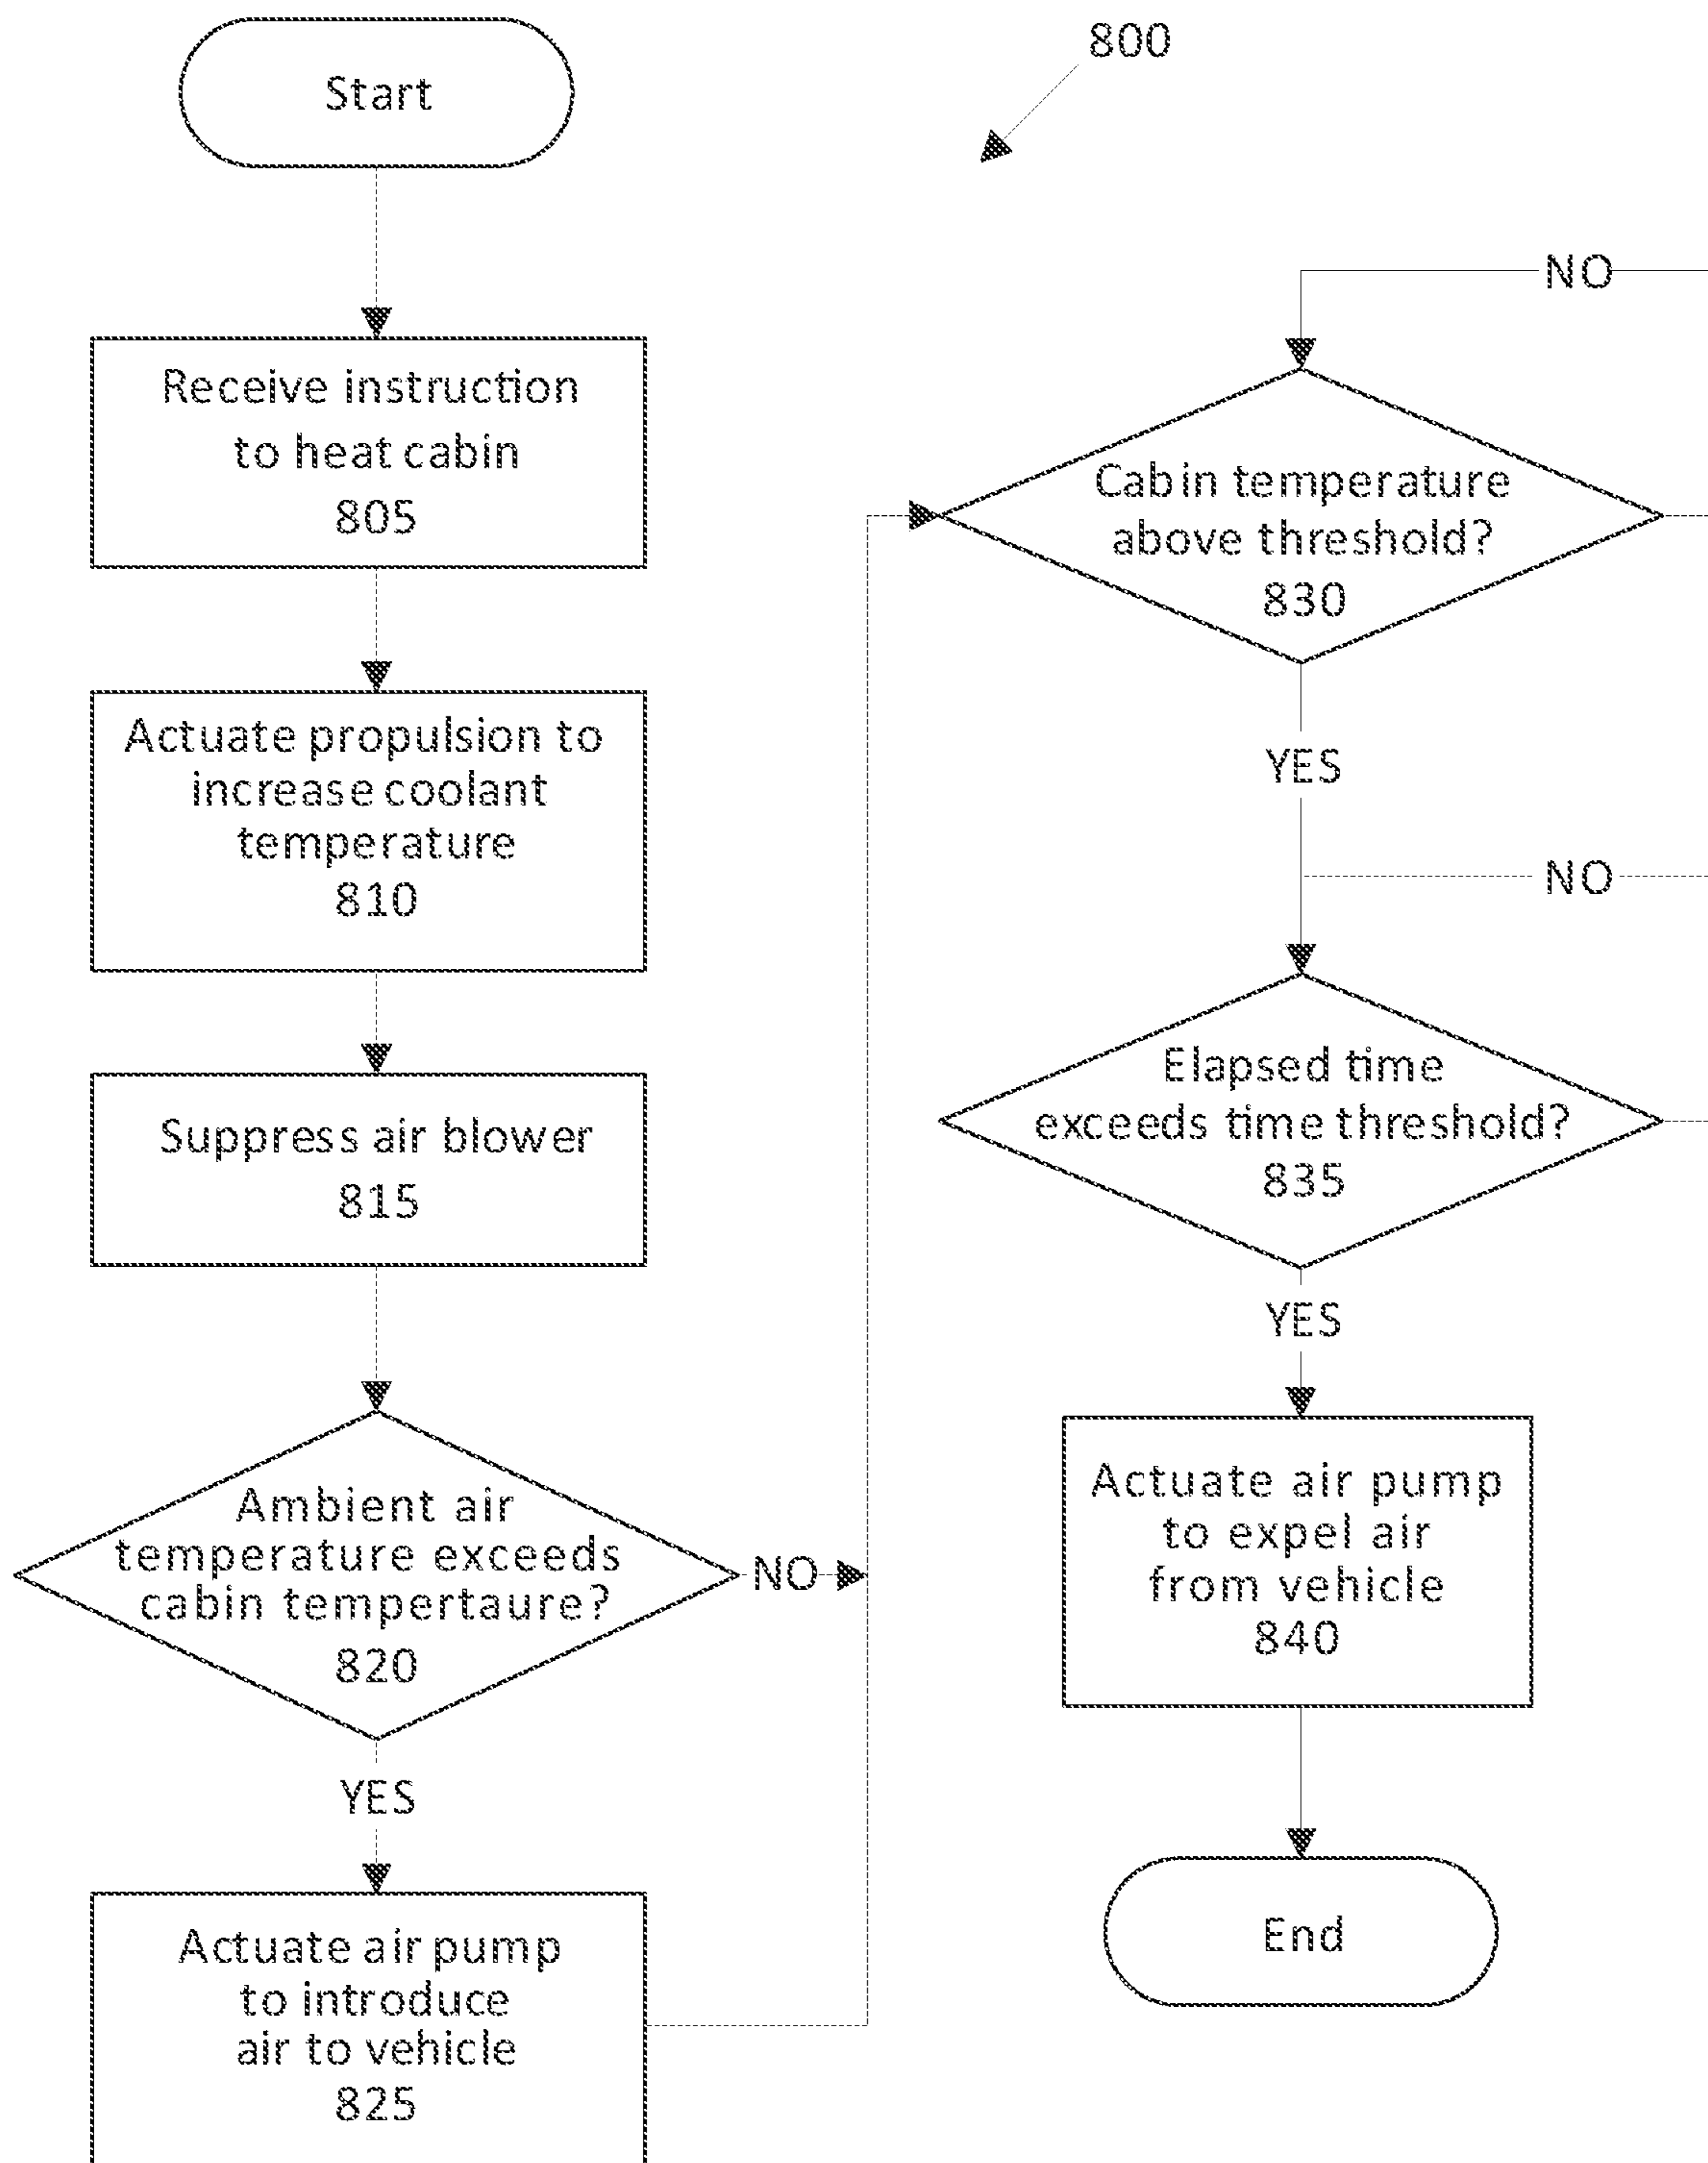 Start
Receive instruction
to heat cabin
805
Actuate propulsion to
increase coolant
temperature
810
Suppress air blower
815
Ambient air
temperature exceeds
cabin tempertaure?
820
NO
YES
Actuate air pump
to introduce
air to vehicle
825
800
NO
Cabin temperature
above threshold?
830
YES
NO
Elapsed time
exceeds time threshold?
835
YES
Actuate air pump
to expel air
from vehicle
840
End